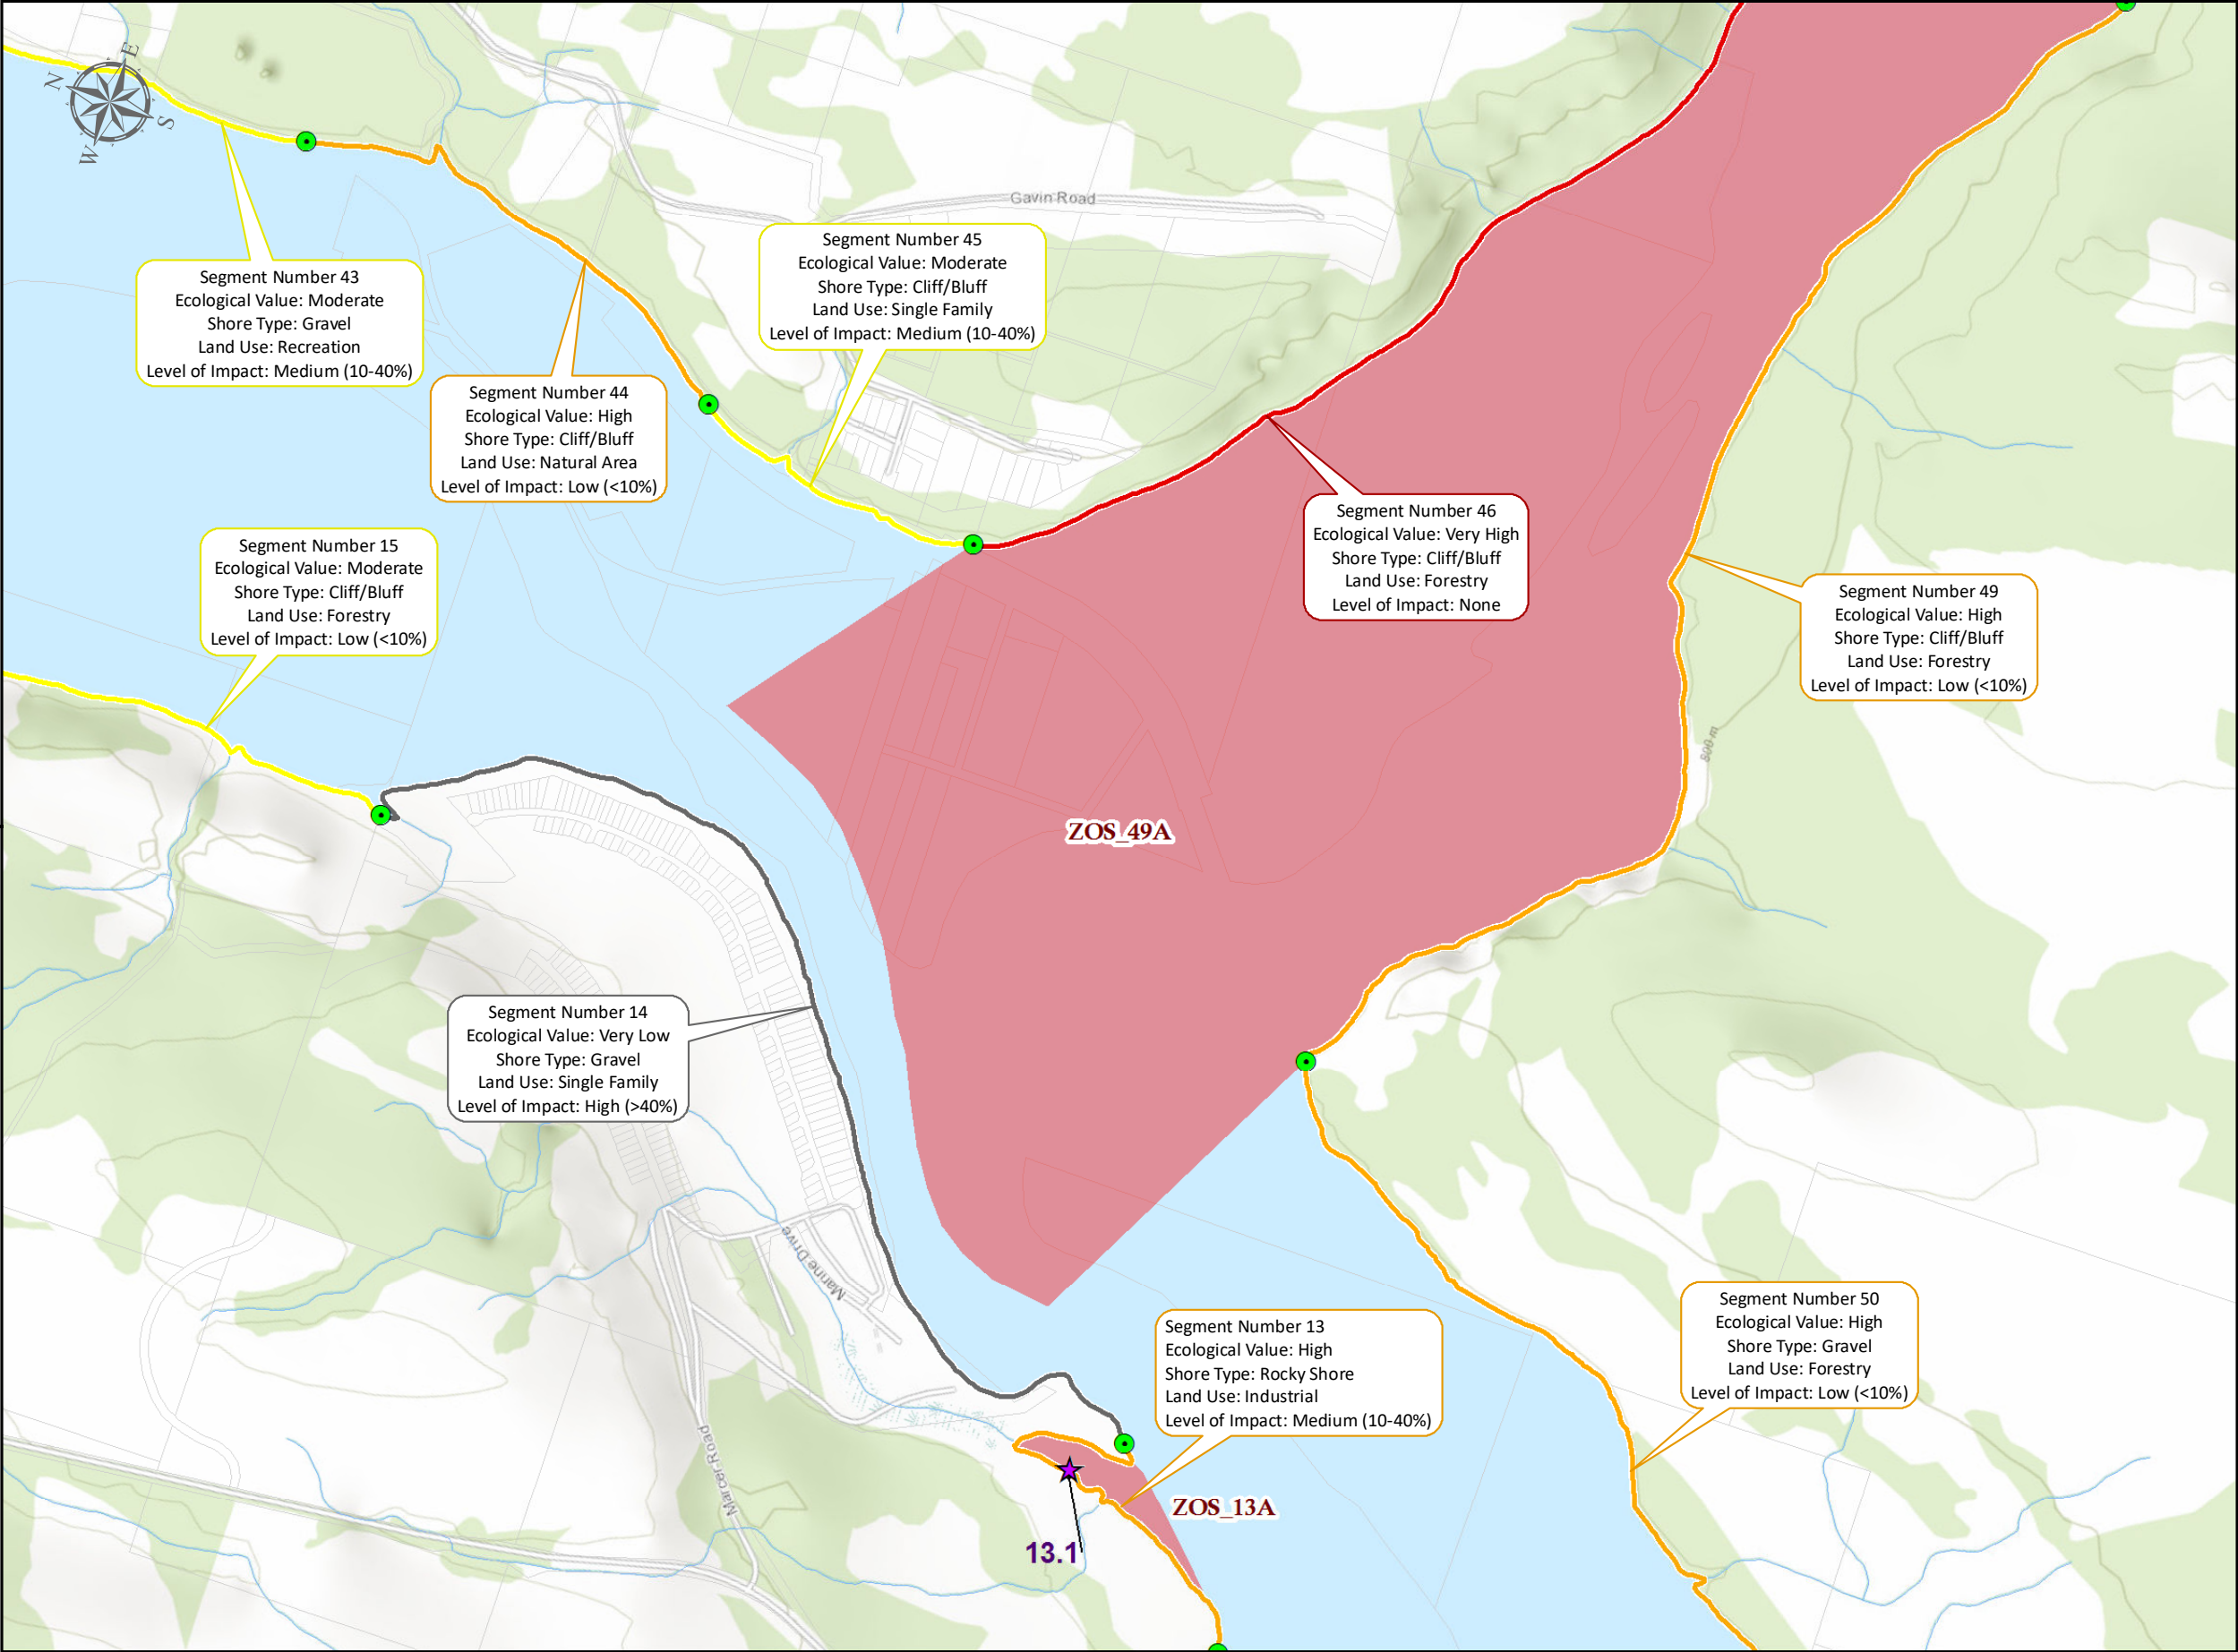 N
E
S
W
Gavin Road
Segment Number 45
Ecological Value: Moderate
Shore Type: Cliff/Bluff
Land Use: Single Family
Level of Impact: Medium (10-40%)
Segment Number 43
Ecological Value: Moderate
Shore Type: Gravel
Land Use: Recreation
Level of Impact: Medium (10-40%)
Segment Number 44
Ecological Value: High
Shore Type: Cliff/Bluff
Land Use: Natural Area
Level of Impact: Low (<10%)
Segment Number 46
Ecological Value: Very High
Shore Type: Cliff/Bluff
Land Use: Forestry
Level of Impact: None
Segment Number 15
Ecological Value: Moderate
Shore Type: Cliff/Bluff
Land Use: Forestry
Level of Impact: Low (<10%)
Segment Number 49
Ecological Value: High
Shore Type: Cliff/Bluff
Land Use: Forestry
Level of Impact: Low (<10%)
800 m
ZOS_49A
Segment Number 14
Ecological Value: Very Low
Shore Type: Gravel
Land Use: Single Family
Level of Impact: High (>40%)
Marine Drive
Segment Number 50
Ecological Value: High
Shore Type: Gravel
Land Use: Forestry
Level of Impact: Low (<10%)
Segment Number 13
Ecological Value: High
Shore Type: Rocky Shore
Land Use: Industrial
Level of Impact: Medium (10-40%)
Marcer Road
ZOS_13A
13.1